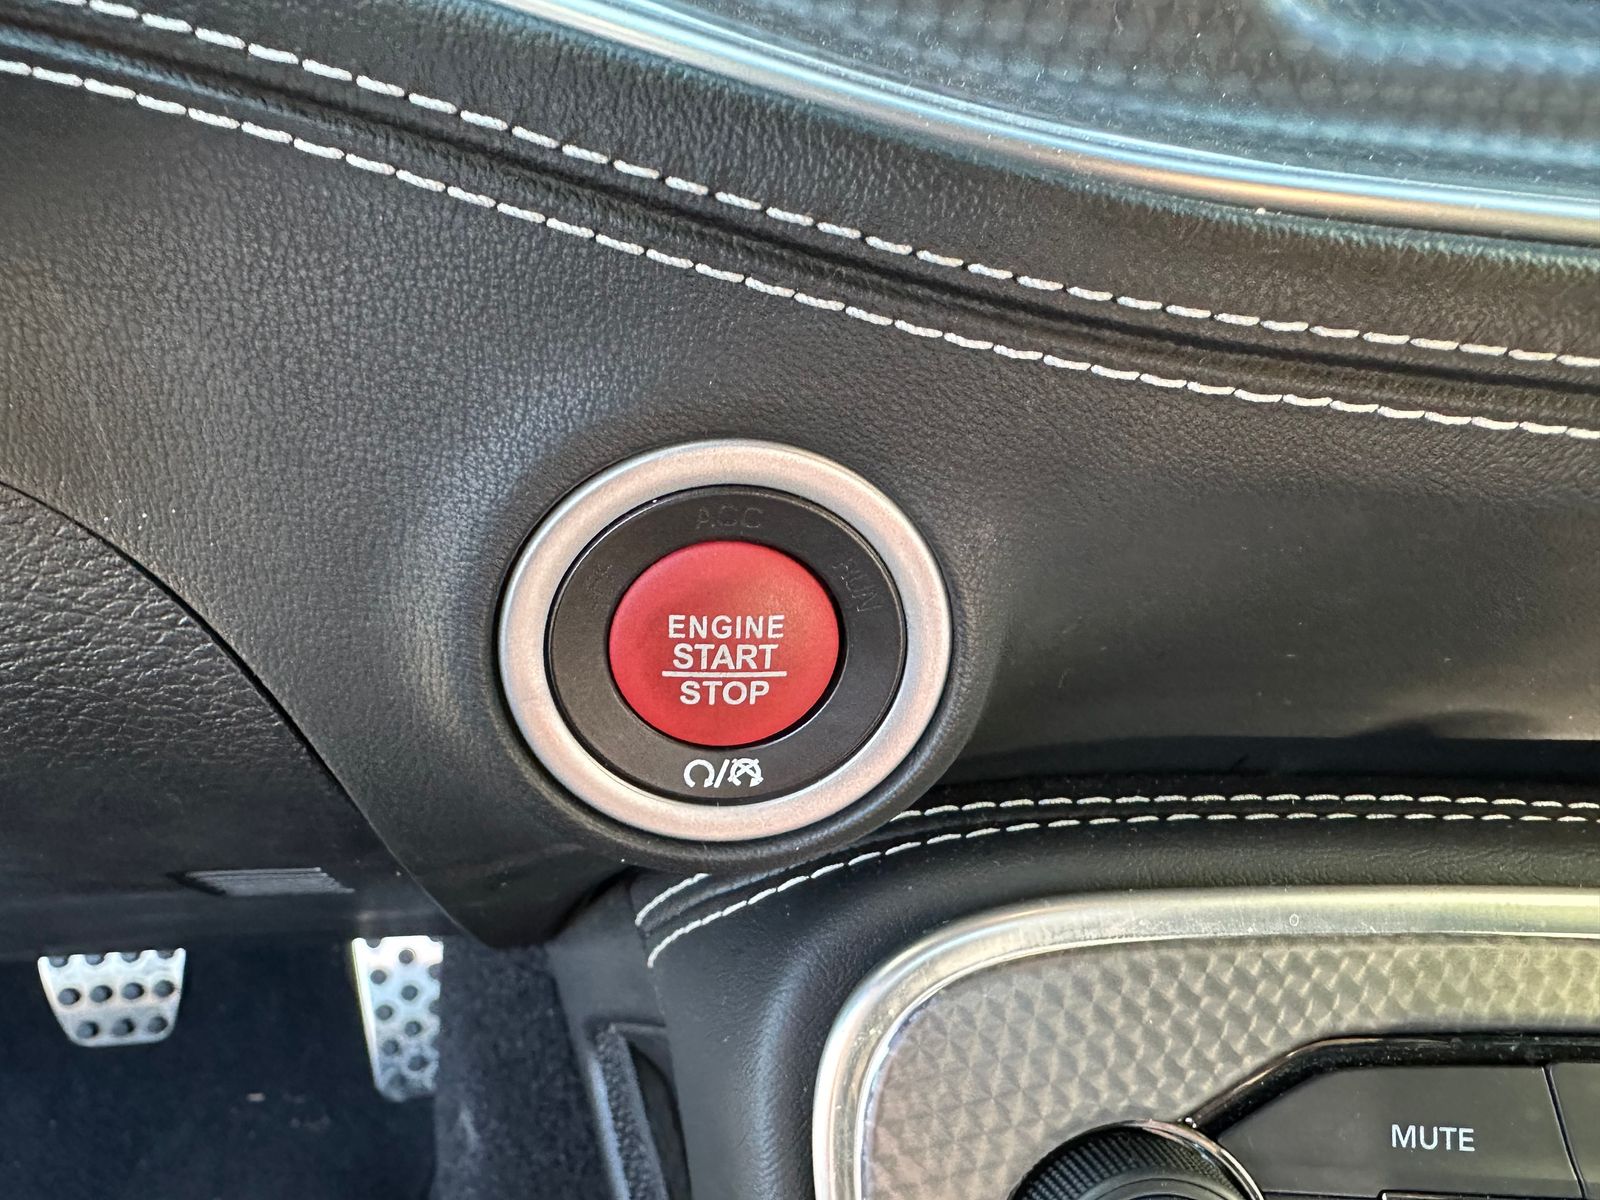 ACC
RUN
ENGINE
START
STOP
MUTE